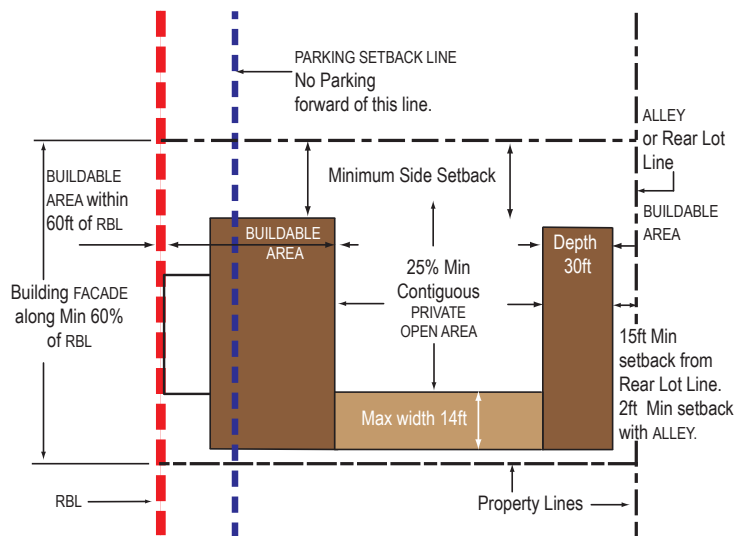 PARKING SETBACK LINE
No Parking
forward of this line.
ALLEY
or Rear Lot
Line
BUILDABLE
AREA within
60ft of RBL
Minimum Side Setback
BUILDABLE
AREA
BUILDABLE
AREA
Depth
30ft
25% Min
Contiguous
PRIVATE
OPEN AREA
Building FACADE
along Min 60%
of RBL
15ft Min
setback from
Rear Lot Line.
2ft Min setback
with ALLEY.
Max width 14ft
RBL
Property Lines